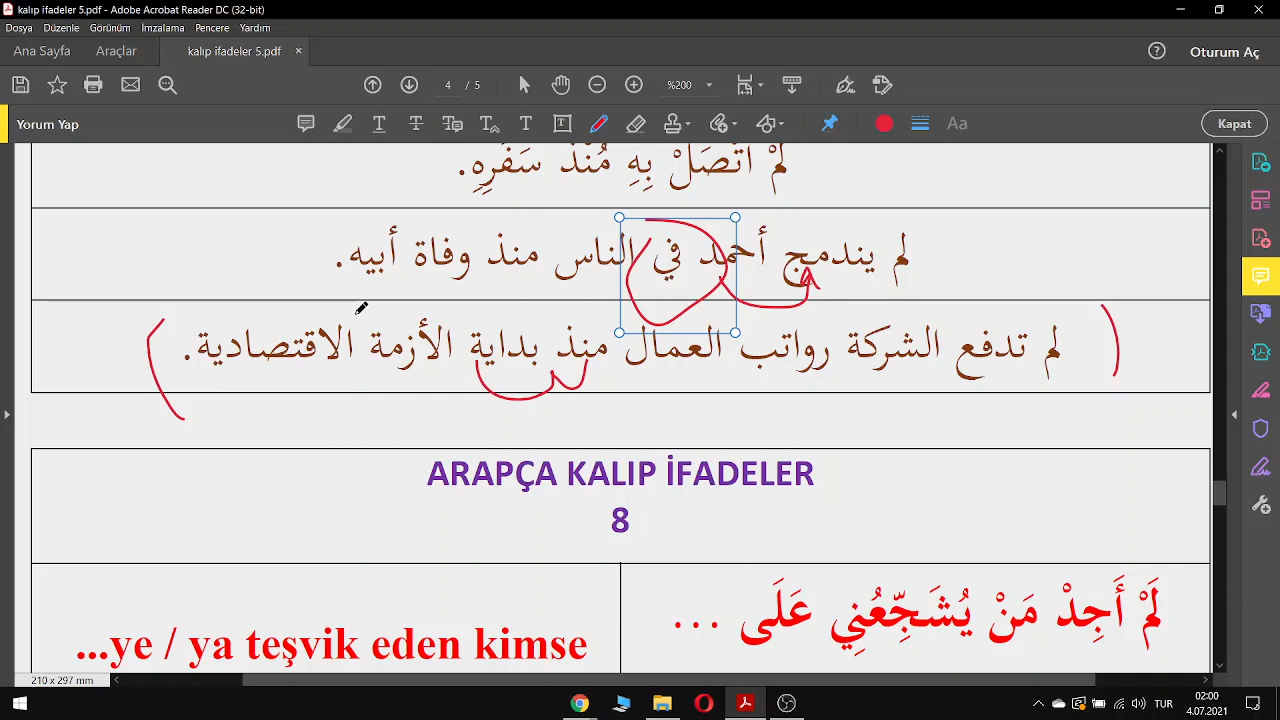 kalıp ifadeler 5.pdf - Adobe Acrobat Reader DC (32-bit)
Dosya Düzenle Görünüm İmzalama Pencere Yardım
Ana Sayfa Araçlar kalıp ifadeler 5.pdf × Oturum Aç
4 / 5 %200
Yorum Yap Aa Kapat
لَمْ أَتَّصَلْ بِهِ مُنْذُ سَفَرِهِ.
لم يندمج أحمد في الناس منذ وفاة أبيه.
لم تدفع الشركة رواتب العمال منذ بداية الأزمة الاقتصادية.
ARAPÇA KALIP İFADELER
8
لَمْ أَجِدْ مَنْ يُشَجِّعُنِي عَلَى ...
...ye / ya teşvik eden kimse
210 x 297 mm
TUR 02:00
4.07.2021